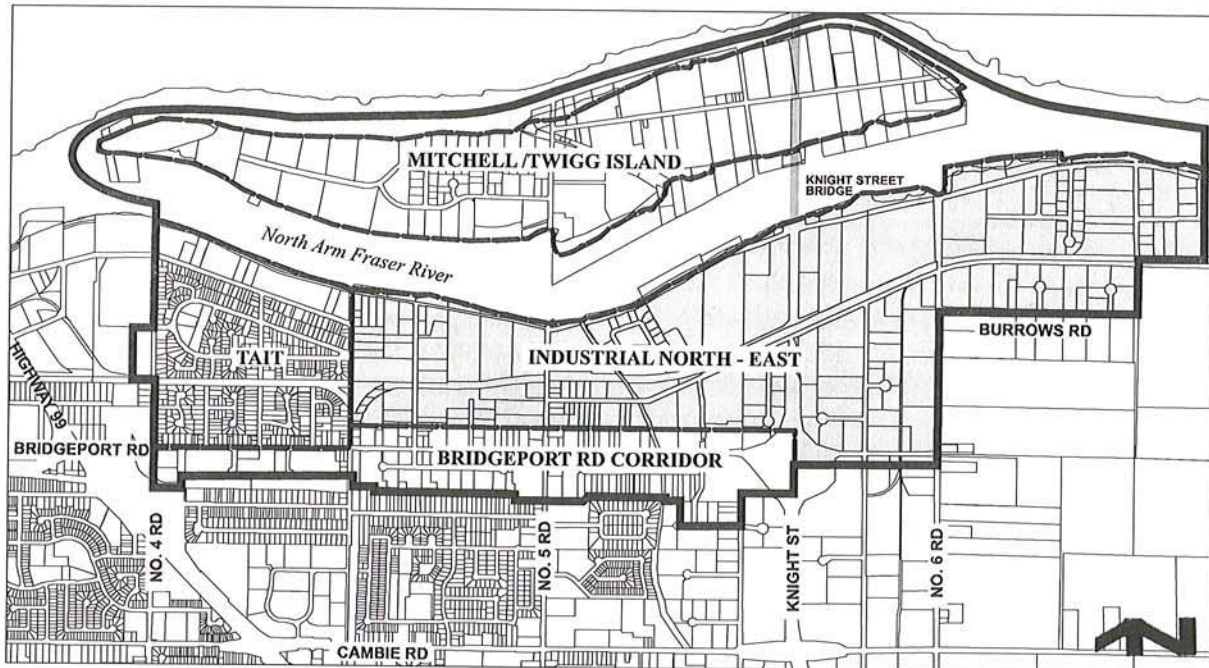 MITCHELL /TWIGG ISLAND
KNIGHT STREET
BRIDGE
North Arm Fraser River
BURROWS RD
TAIT
INDUSTRIAL NORTH - EAST
HIGHWAY 99
BRIDGEPORT RD
BRIDGEPORT RD CORRIDOR
NO. 4 RD
NO. 5 RD
KNIGHT ST
NO. 6 RD
CAMBIE RD
N